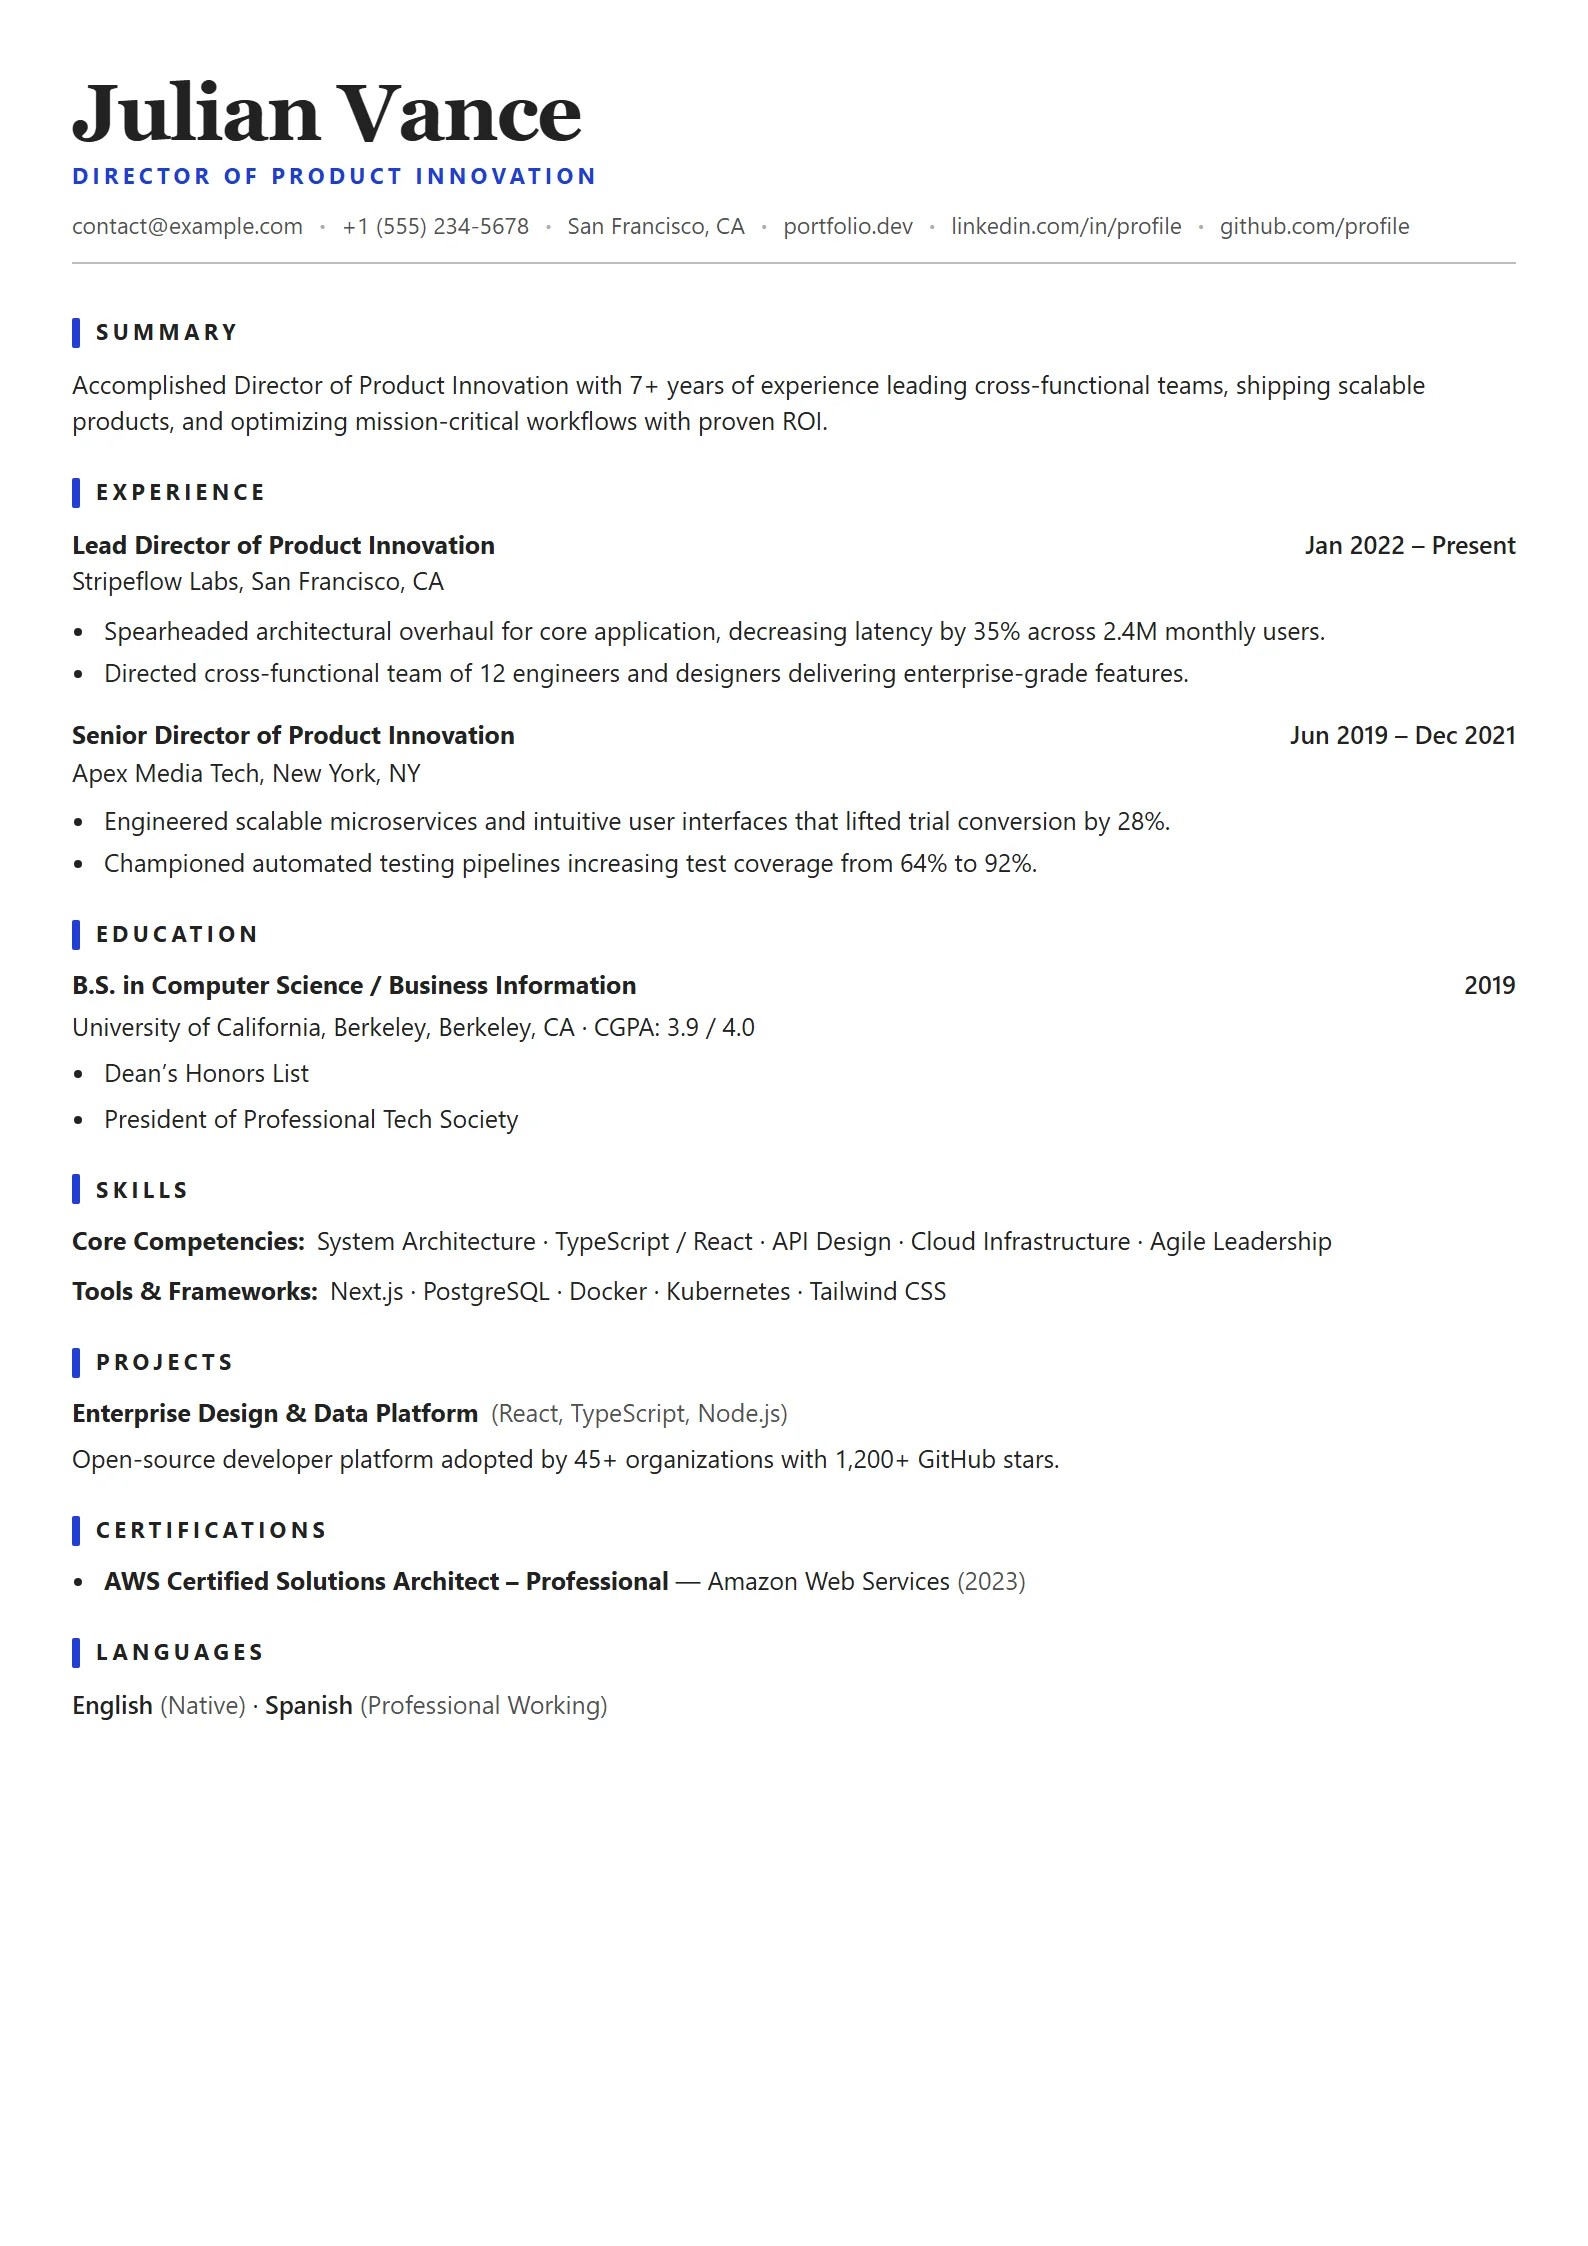 Julian Vance
DIRECTOR OF PRODUCT INNOVATION
contact@example.com • +1 (555) 234-5678 • San Francisco, CA • portfolio.dev • linkedin.com/in/profile • github.com/profile
SUMMARY
Accomplished Director of Product Innovation with 7+ years of experience leading cross-functional teams, shipping scalable
products, and optimizing mission-critical workflows with proven ROI.
EXPERIENCE
Lead Director of Product Innovation Jan 2022 – Present
Stripeflow Labs, San Francisco, CA
• Spearheaded architectural overhaul for core application, decreasing latency by 35% across 2.4M monthly users.
• Directed cross-functional team of 12 engineers and designers delivering enterprise-grade features.
Senior Director of Product Innovation Jun 2019 – Dec 2021
Apex Media Tech, New York, NY
• Engineered scalable microservices and intuitive user interfaces that lifted trial conversion by 28%.
• Championed automated testing pipelines increasing test coverage from 64% to 92%.
EDUCATION
B.S. in Computer Science / Business Information 2019
University of California, Berkeley, Berkeley, CA · CGPA: 3.9 / 4.0
• Dean’s Honors List
• President of Professional Tech Society
SKILLS
Core Competencies: System Architecture · TypeScript / React · API Design · Cloud Infrastructure · Agile Leadership
Tools & Frameworks: Next.js · PostgreSQL · Docker · Kubernetes · Tailwind CSS
PROJECTS
Enterprise Design & Data Platform (React, TypeScript, Node.js)
Open-source developer platform adopted by 45+ organizations with 1,200+ GitHub stars.
CERTIFICATIONS
• AWS Certified Solutions Architect – Professional — Amazon Web Services (2023)
LANGUAGES
English (Native) · Spanish (Professional Working)